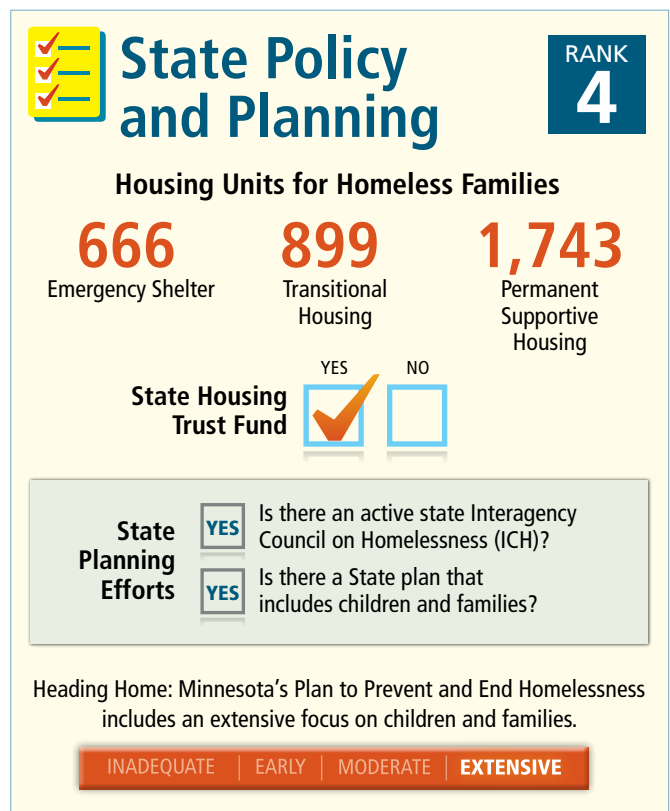 State Policy
and Planning
RANK
4
Housing Units for Homeless Families
666
Emergency Shelter
899
Transitional
Housing
1,743
Permanent
Supportive
Housing
State Housing
Trust Fund
YES
NO
State
Planning
Efforts
YES
Is there an active state Interagency
Council on Homelessness (ICH)?
YES
Is there a State plan that
includes children and families?
Heading Home: Minnesota's Plan to Prevent and End Homelessness
includes an extensive focus on children and families.
INADEQUATE | EARLY | MODERATE | EXTENSIVE